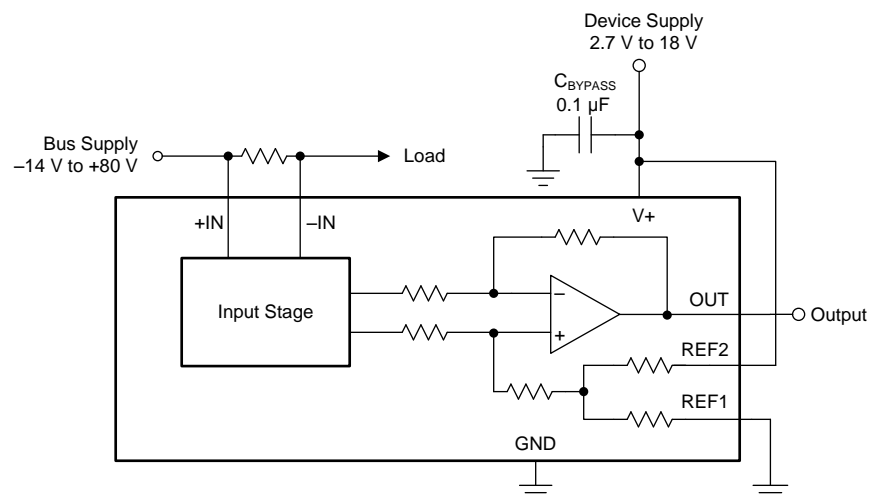 Device Supply
2.7 V to 18 V
CBYPASS
0.1 µF
Bus Supply
–14 V to +80 V
Load
+IN
–IN
V+
Input Stage
–
+
OUT
Output
REF2
REF1
GND